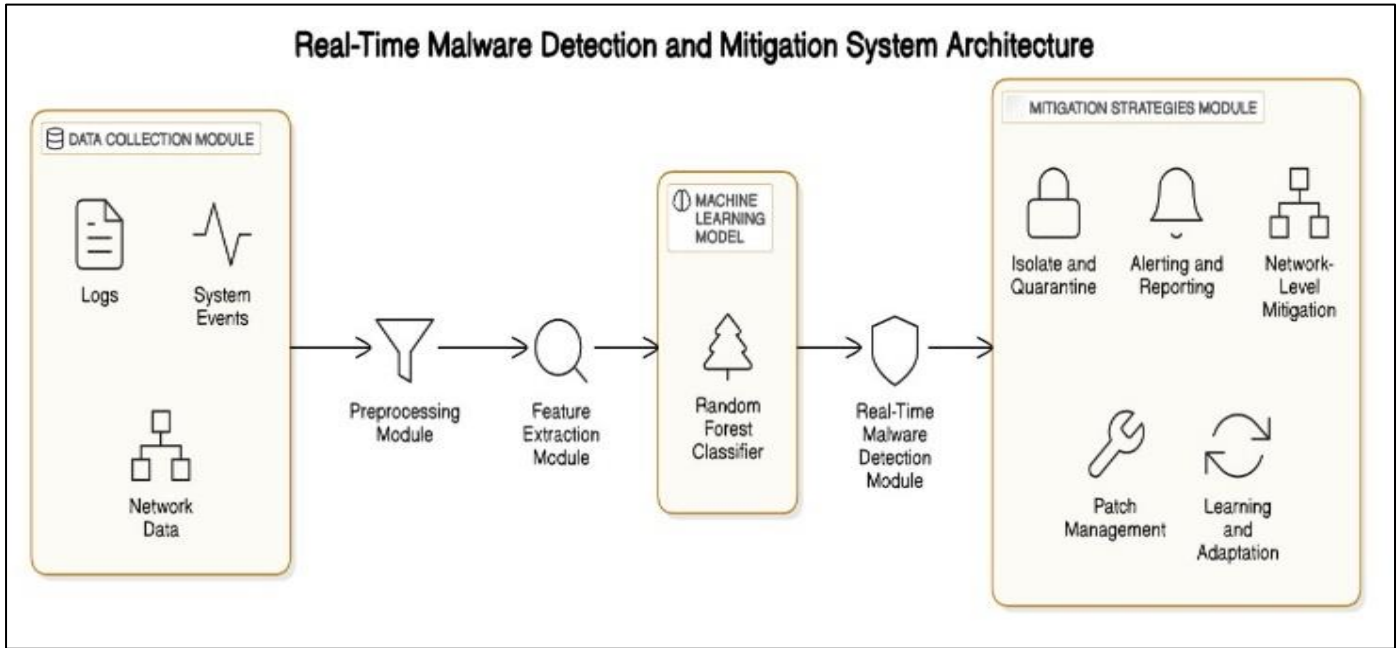 Real-Time Malware Detection and Mitigation System Architecture
DATA COLLECTION MODULE
Logs
System
Events
Network
Data
Preprocessing
Module
Feature
Extraction
Module
MACHINE
LEARNING
MODEL
Random
Forest
Classifier
Real-Time
Malware
Detection
Module
MITIGATION STRATEGIES MODULE
Isolate and
Quarantine
Alerting and
Reporting
Network-
Level
Mitigation
Patch
Management
Learning
and
Adaptation